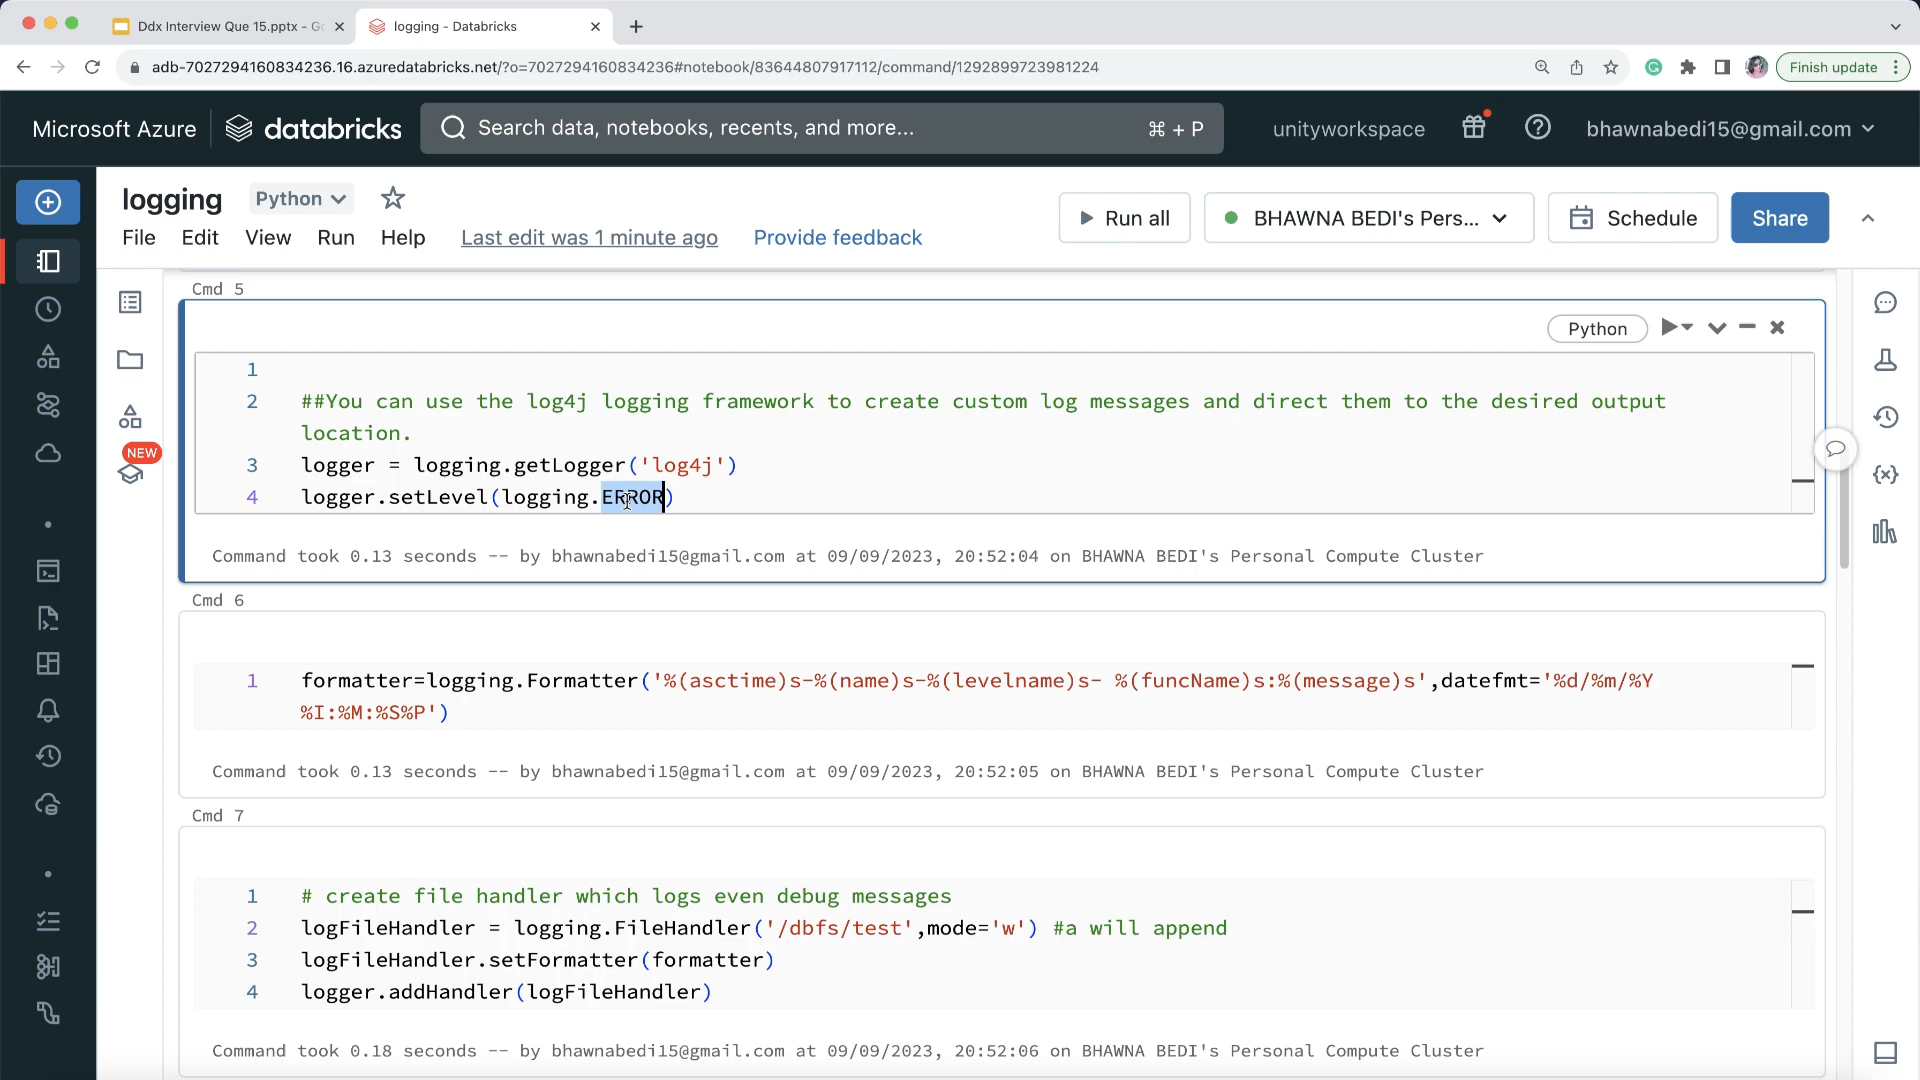 Ddx Interview Que 15.pptx - Go
logging - Databricks
adb-7027294160834236.16.azuredatabricks.net/?o=7027294160834236#notebook/83644807917112/command/1292899723981224
Finish update
Microsoft Azure
databricks
Search data, notebooks, recents, and more...
⌘ + P
unityworkspace
bhawnabedi15@gmail.com
logging
Python
File Edit View Run Help
Last edit was 1 minute ago
Provide feedback
Run all
BHAWNA BEDI's Pers...
Schedule
Share
NEW
Cmd 5
Python
1
2 ##You can use the log4j logging framework to create custom log messages and direct them to the desired output
location.
3 logger = logging.getLogger('log4j')
4 logger.setLevel(logging.ERROR)
Command took 0.13 seconds -- by bhawnabedi15@gmail.com at 09/09/2023, 20:52:04 on BHAWNA BEDI's Personal Compute Cluster
Cmd 6
1 formatter=logging.Formatter('%(asctime)s-%(name)s-%(levelname)s- %(funcName)s:%(message)s',datefmt='%d/%m/%Y
%I:%M:%S%P')
Command took 0.13 seconds -- by bhawnabedi15@gmail.com at 09/09/2023, 20:52:05 on BHAWNA BEDI's Personal Compute Cluster
Cmd 7
1 # create file handler which logs even debug messages
2 logFileHandler = logging.FileHandler('/dbfs/test',mode='w') #a will append
3 logFileHandler.setFormatter(formatter)
4 logger.addHandler(logFileHandler)
Command took 0.18 seconds -- by bhawnabedi15@gmail.com at 09/09/2023, 20:52:06 on BHAWNA BEDI's Personal Compute Cluster